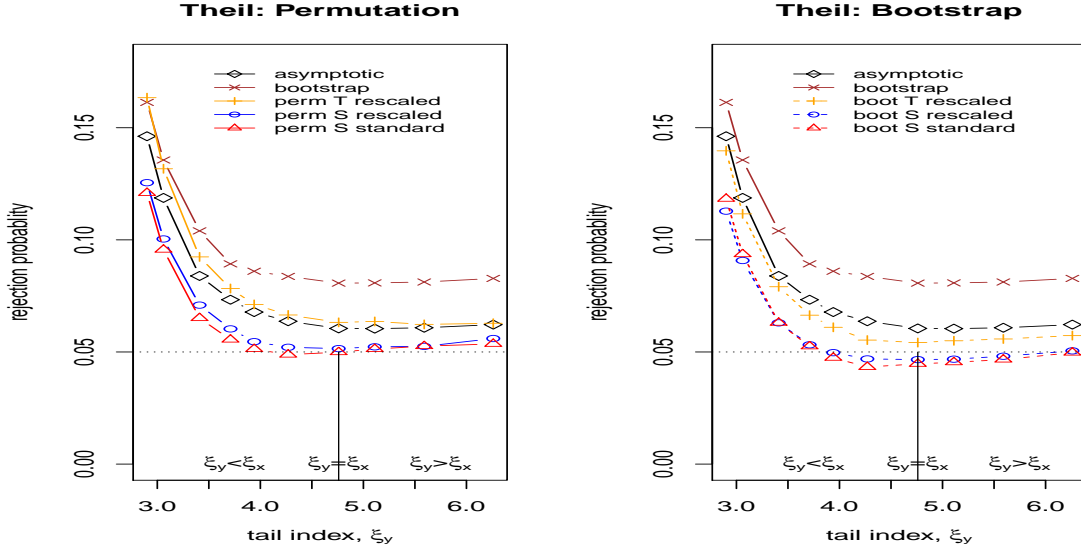 Theil: Permutation
asymptotic
bootstrap
perm T rescaled
perm S rescaled
perm S standard
rejection probablity
0.00
0.05
0.10
0.15
ξy<ξx
ξy=ξx
ξy>ξx
3.0
4.0
5.0
6.0
tail index, ξy
Theil: Bootstrap
asymptotic
bootstrap
boot T rescaled
boot S rescaled
boot S standard
rejection probablity
0.00
0.05
0.10
0.15
ξy<ξx
ξy=ξx
ξy>ξx
3.0
4.0
5.0
6.0
tail index, ξy